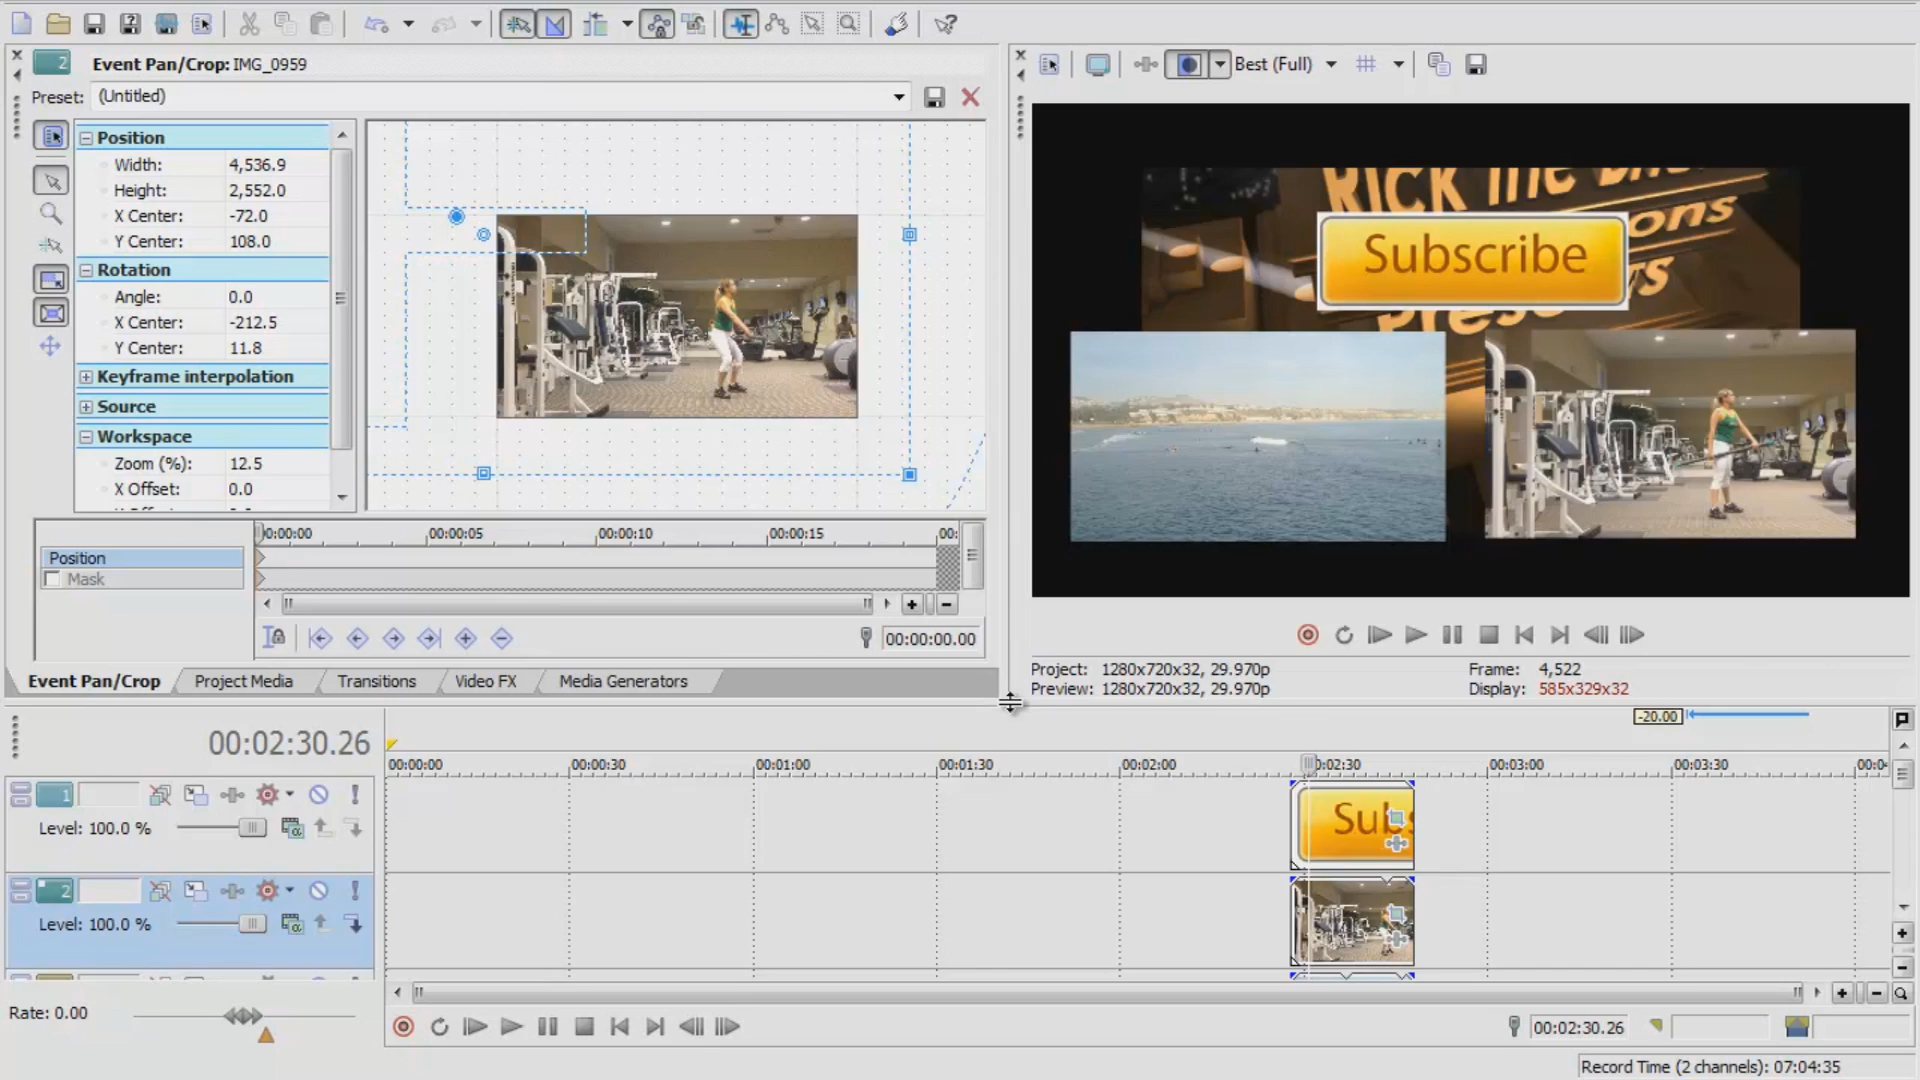 2 Event Pan/Crop: IMG_0959
Preset: (Untitled)
Position
Width: 4,536.9
Height: 2,552.0
X Center: -72.0
Y Center: 108.0
Rotation
Angle: 0.0
X Center: -212.5
Y Center: 11.8
Keyframe interpolation
Source
Workspace
Zoom (%): 12.5
X Offset: 0.0
Position
Mask
00:00:05 00:00:10 00:00:15 00:
00:00:00.00
Event Pan/Crop Project Media Transitions Video FX Media Generators
Best (Full)
Subscribe
Project: 1280x720x32, 29.970p
Preview: 1280x720x32, 29.970p
Frame: 4,522
Display: 585x329x32
-20.00
00:02:30.26
00:00:00 00:00:30 00:01:00 00:01:30 00:02:00 00:03:00 00:03:30
1
Level: 100.0 %
Subs
2
Level: 100.0 %
Rate: 0.00
00:02:30.26
Record Time (2 channels): 07:04:35